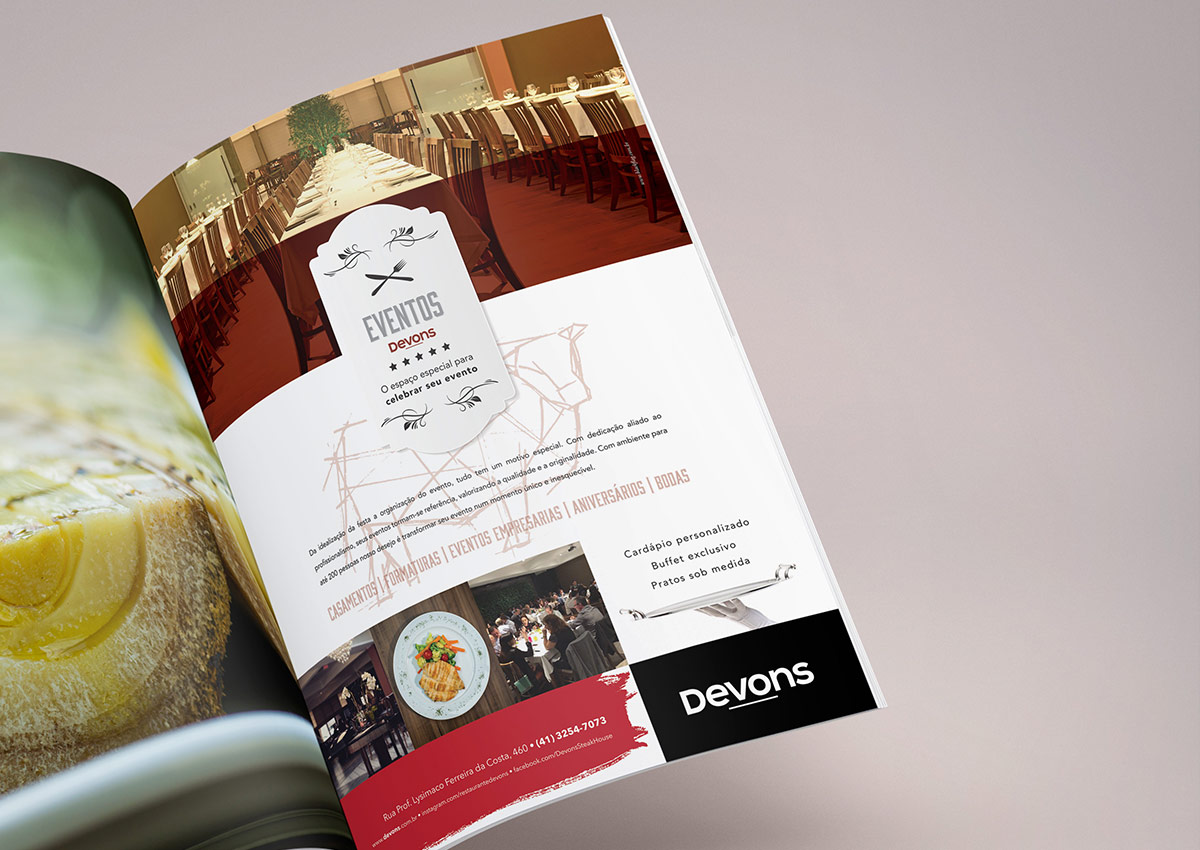 EVENTOS
Devons
O espaço especial para
celebrar seu evento
Da idealização da festa a organização do evento, tudo tem um motivo especial. Com dedicação aliado ao
profissionalismo, seus eventos tornam-se referência, valorizando a qualidade e a originalidade. Com ambiente para
até 200 pessoas nosso desejo é transformar seu evento num momento único e inesquecível.
CASAMENTOS | FORMATURAS | EVENTOS EMPRESARIAS | ANIVERSÁRIOS | BODAS
Cardápio personalizado
Buffet exclusivo
Pratos sob medida
Devons
Rua Prof. Lysimaco Ferreira da Costa, 460 • (41) 3254-7073
www.devons.com.br • instagram.com/restaurantedevons • facebook.com/DevonsSteakHouse